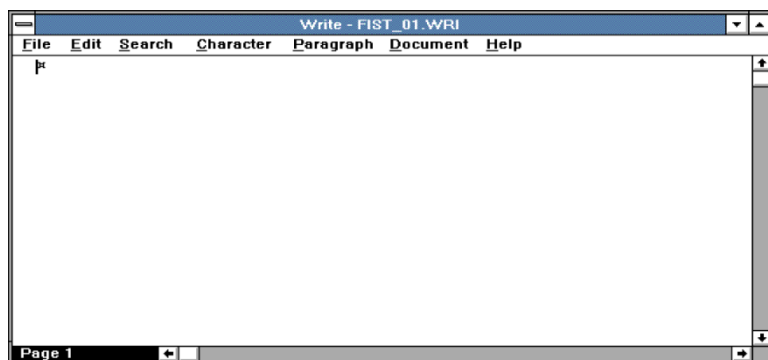 Write - FIST_01.WRI
File Edit Search Character Paragraph Document Help
¤
Page 1